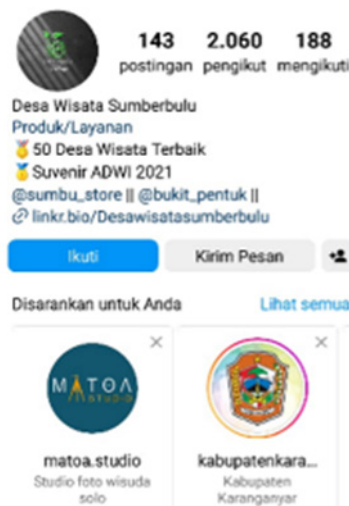 143 2.060 188
postingan pengikut mengikuti
Desa Wisata Sumberbulu
Produk/Layanan
50 Desa Wisata Terbaik
Suvenir ADWI 2021
@sumbu_store || @bukit_pentuk ||
linkr.bio/Desawisatasumberbulu
Ikuti Kirim Pesan
Disarankan untuk Anda Lihat semua
MATOA
STUDIO
matoa.studio kabupatenkara...
Studio foto wisuda Kabupaten
solo Karanganyar